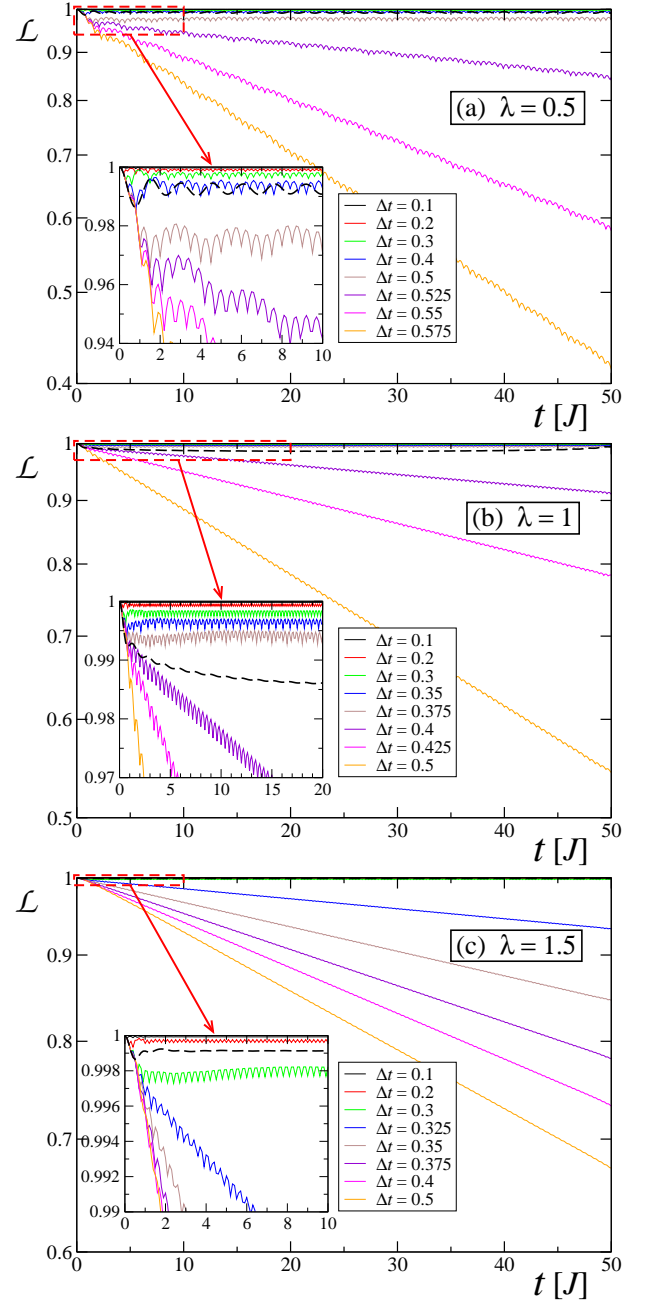 1
0.9
0.8
0.7
0.6
0.5
0.4
ℒ
(a) λ = 0.5
1
0.98
0.96
0.94
0 2 4 6 8 10
Δt = 0.1
Δt = 0.2
Δt = 0.3
Δt = 0.4
Δt = 0.5
Δt = 0.525
Δt = 0.55
Δt = 0.575
0 10 20 30 40 50
t [J]
1
0.9
0.8
0.7
0.6
0.5
ℒ
(b) λ = 1
1
0.99
0.98
0.97
0 5 10 15 20
Δt = 0.1
Δt = 0.2
Δt = 0.3
Δt = 0.35
Δt = 0.375
Δt = 0.4
Δt = 0.425
Δt = 0.5
0 10 20 30 40 50
t [J]
1
0.9
0.8
0.7
0.6
ℒ
(c) λ = 1.5
1
0.998
0.996
0.994
0.992
0.99
0 2 4 6 8 10
Δt = 0.1
Δt = 0.2
Δt = 0.3
Δt = 0.325
Δt = 0.35
Δt = 0.375
Δt = 0.4
Δt = 0.5
0 10 20 30 40 50
t [J]